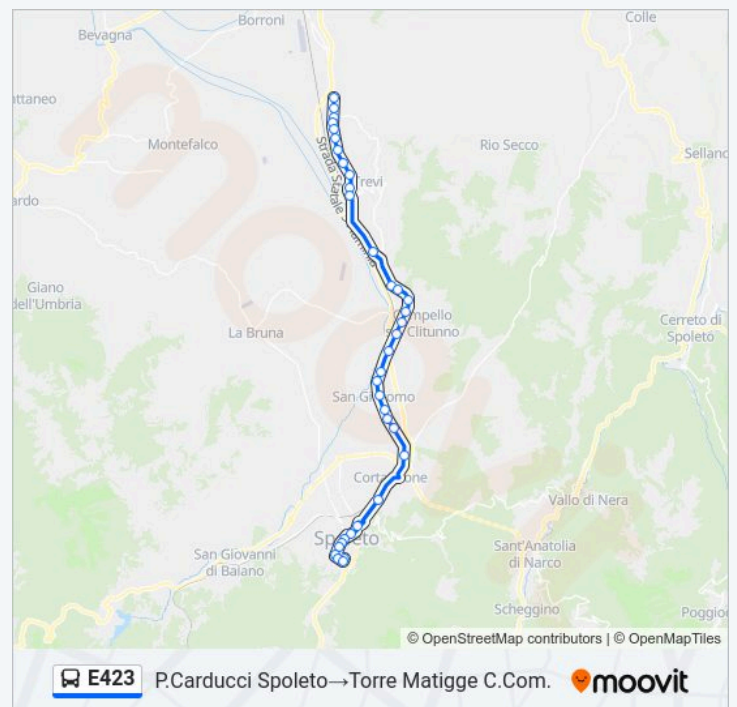 Colle
Borroni
Bevagna
attaneo
Montefalco
Rio Secco
Sellano
Trevi
ardo
Strada Statale
Giano
dell'Umbria
La Bruna
Campello
sul Clitunno
Cerreto di
Spoleto
San Giacomo
Cortaccione
Vallo di Nera
Spoleto
San Giovanni
di Baiano
Sant'Anatolia
di Narco
Scheggino
Poggio
© OpenStreetMap contributors | © OpenMapTiles
E423 P.Carducci Spoleto→Torre Matigge C.Com. moovit